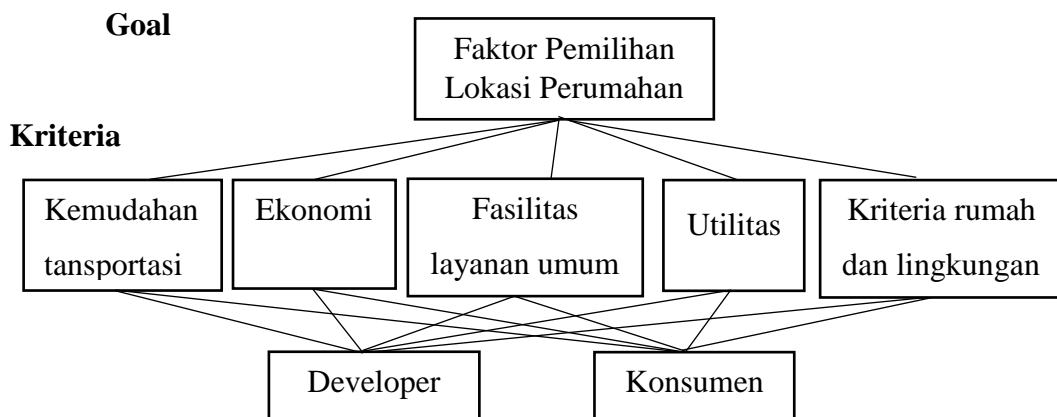 Goal
Faktor Pemilihan
Lokasi Perumahan
Kriteria
Kemudahan
tansportasi
Ekonomi
Fasilitas
layanan umum
Utilitas
Kriteria rumah
dan lingkungan
Developer
Konsumen